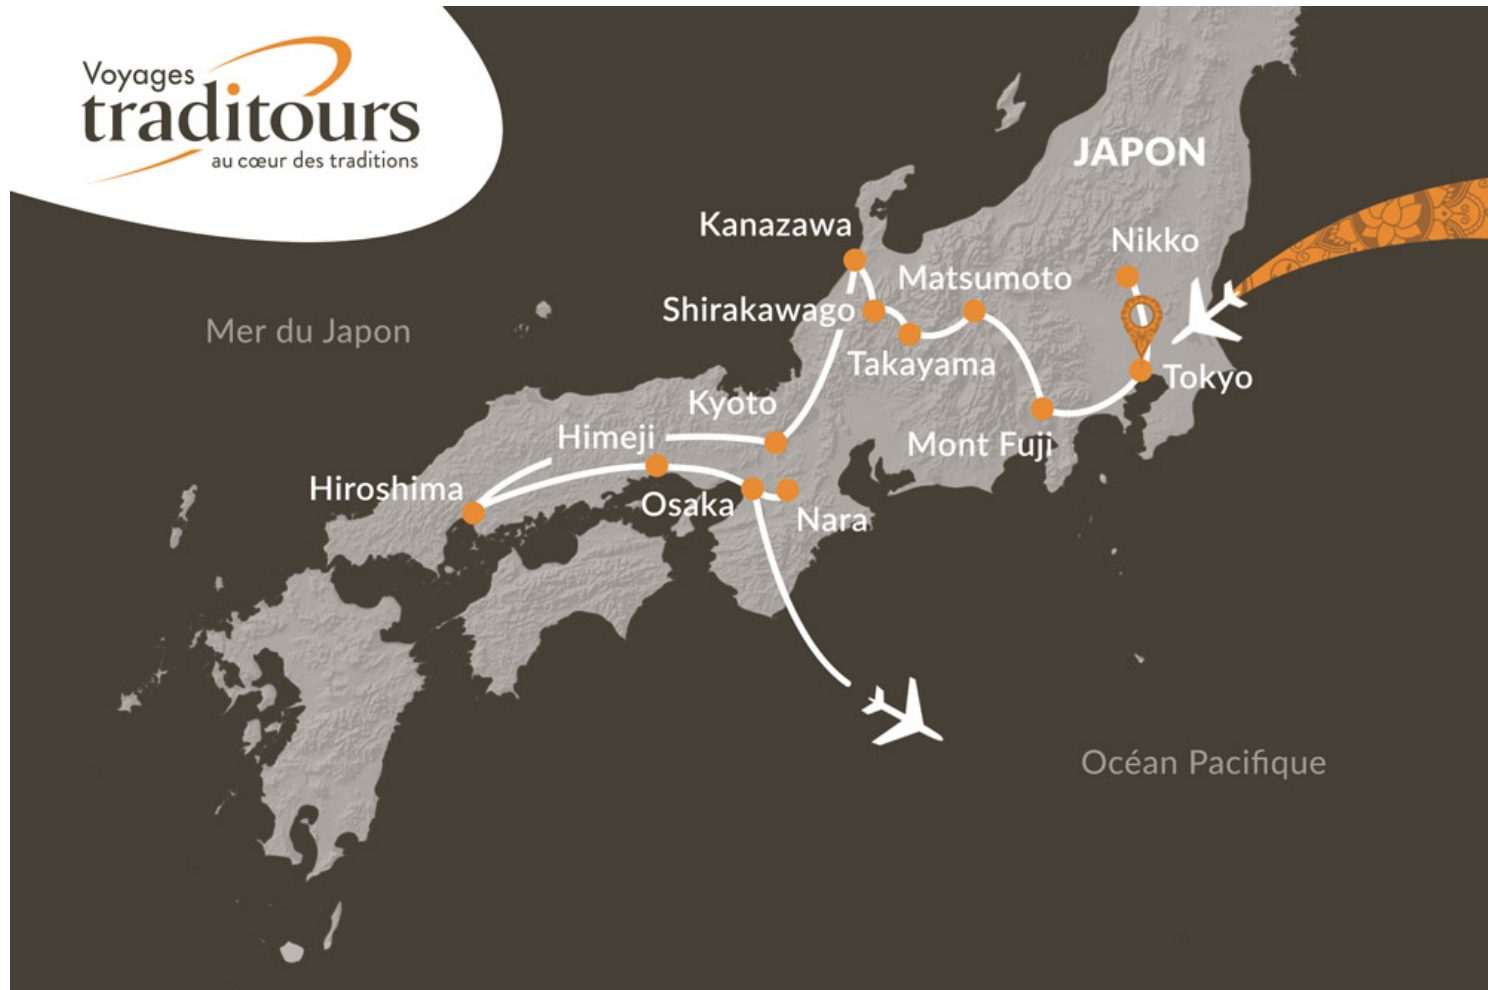 Voyages
traditours
au cœur des traditions
JAPON
Kanazawa
Nikko
Matsumoto
Shirakawago
Mer du Japon
Takayama
Tokyo
Kyoto
Himeji
Mont Fuji
Hiroshima
Osaka
Nara
Océan Pacifique